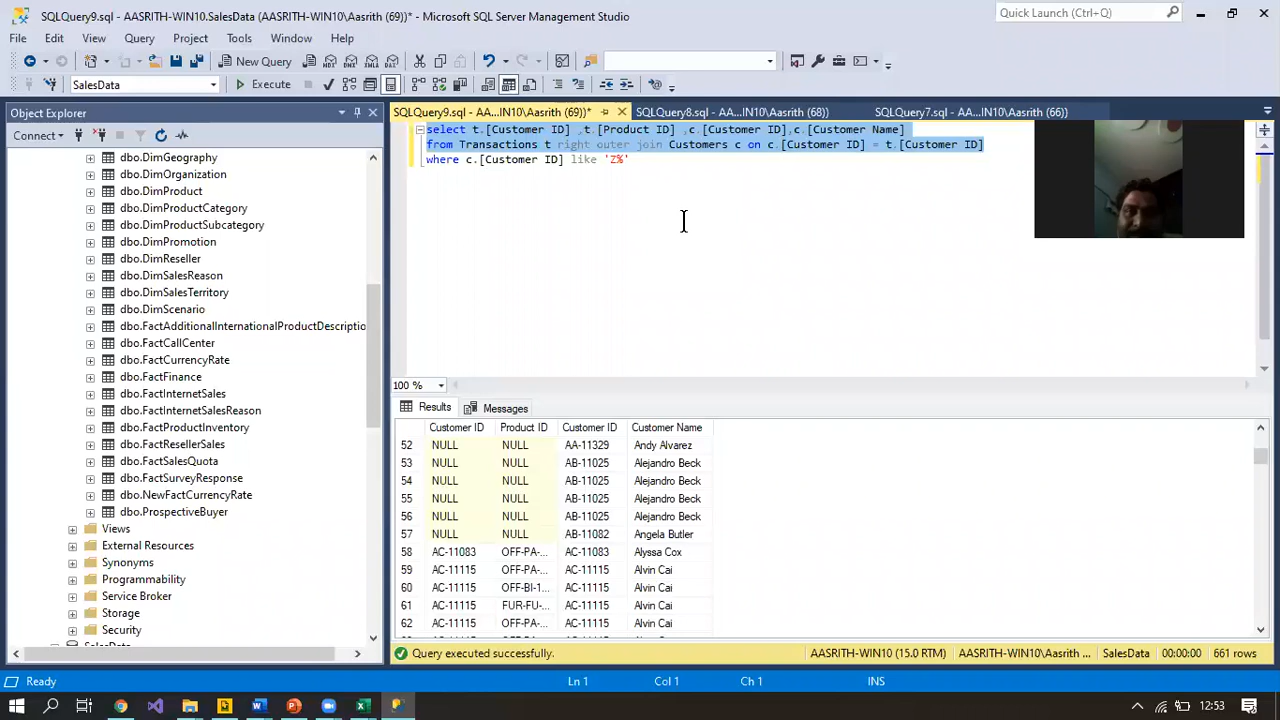 SQLQuery9.sql - AASRITH-WIN10.SalesData (AASRITH-WIN10\Aasrith (69))* - Microsoft SQL Server Management Studio
Quick Launch (Ctrl+Q)
File Edit View Query Project Tools Window Help
New Query
SalesData
Execute
Object Explorer
Connect
dbo.DimGeography
dbo.DimOrganization
dbo.DimProduct
dbo.DimProductCategory
dbo.DimProductSubcategory
dbo.DimPromotion
dbo.DimReseller
dbo.DimSalesReason
dbo.DimSalesTerritory
dbo.DimScenario
dbo.FactAdditionalInternationalProductDescriptio
dbo.FactCallCenter
dbo.FactCurrencyRate
dbo.FactFinance
dbo.FactInternetSales
dbo.FactInternetSalesReason
dbo.FactProductInventory
dbo.FactResellerSales
dbo.FactSalesQuota
dbo.FactSurveyResponse
dbo.NewFactCurrencyRate
dbo.ProspectiveBuyer
Views
External Resources
Synonyms
Programmability
Service Broker
Storage
Security
SQLQuery9.sql - AA...IN10\Aasrith (69))* SQLQuery8.sql - AA...IN10\Aasrith (68)) SQLQuery7.sql - AA...IN10\Aasrith (66))
select t.[Customer ID] ,t.[Product ID] ,c.[Customer ID],c.[Customer Name]
from Transactions t right outer join Customers c on c.[Customer ID] = t.[Customer ID]
where c.[Customer ID] like 'Z%'
100 %
Results Messages
Customer ID Product ID Customer ID Customer Name
52 NULL NULL AA-11329 Andy Alvarez
53 NULL NULL AB-11025 Alejandro Beck
54 NULL NULL AB-11025 Alejandro Beck
55 NULL NULL AB-11025 Alejandro Beck
56 NULL NULL AB-11025 Alejandro Beck
57 NULL NULL AB-11082 Angela Butler
58 AC-11083 OFF-PA-... AC-11083 Alyssa Cox
59 AC-11115 OFF-PA-... AC-11115 Alvin Cai
60 AC-11115 OFF-BI-1... AC-11115 Alvin Cai
61 AC-11115 FUR-FU-... AC-11115 Alvin Cai
62 AC-11115 OFF-PA-... AC-11115 Alvin Cai
Query executed successfully. AASRITH-WIN10 (15.0 RTM) AASRITH-WIN10\Aasrith ... SalesData 00:00:00 661 rows
Ready Ln 1 Col 1 Ch 1 INS
12:53